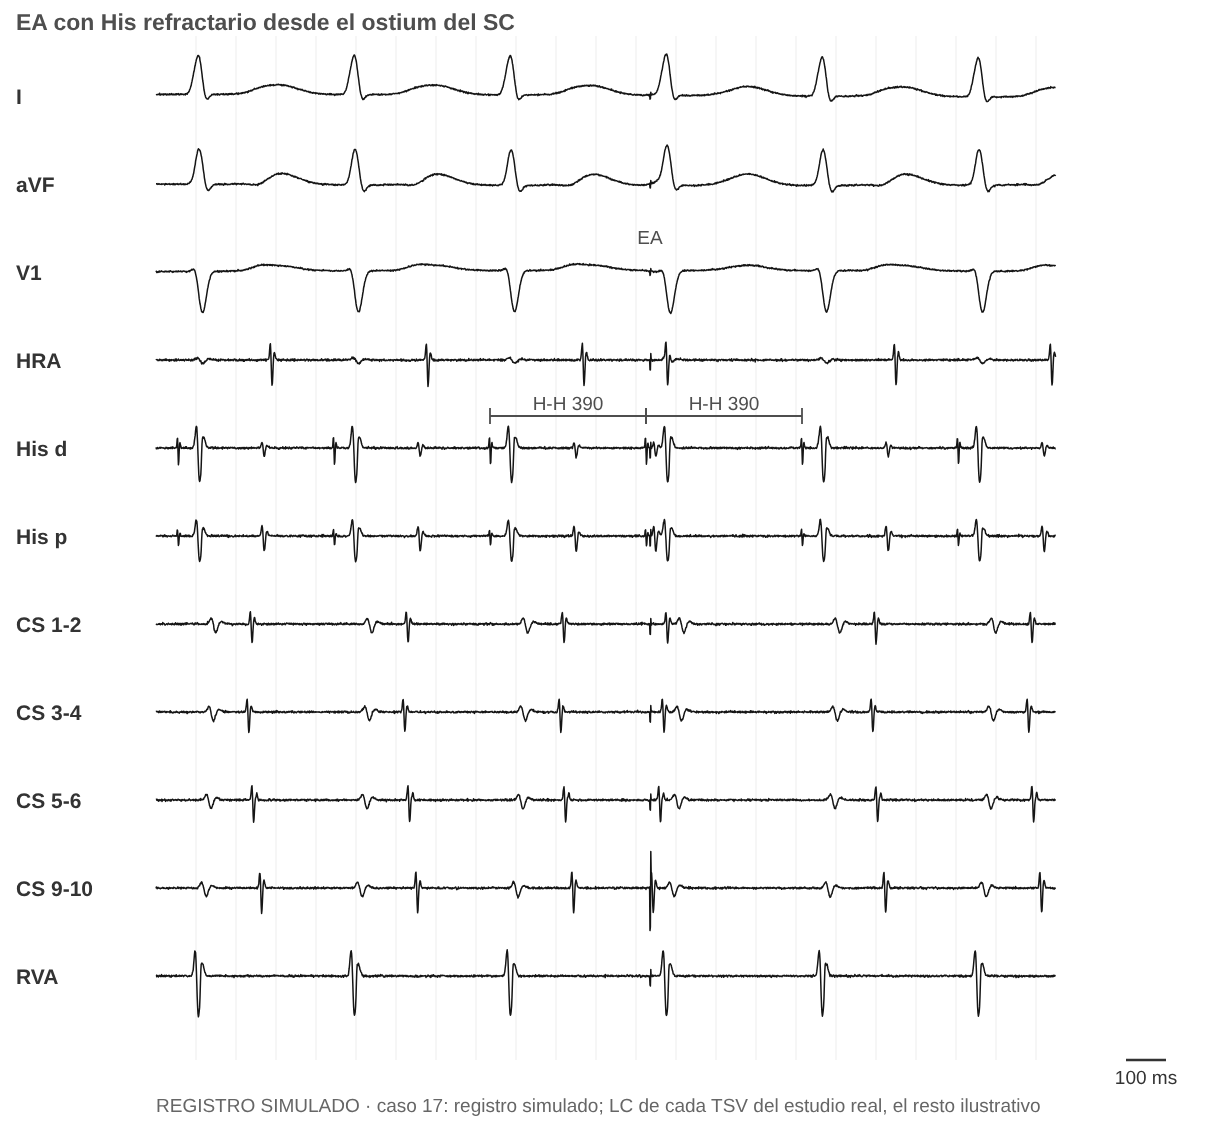 EA con His refractario desde el ostium del SC
I
aVF
EA
V1
HRA
H-H 390 H-H 390
His d
His p
CS 1-2
CS 3-4
CS 5-6
CS 9-10
RVA
100 ms
REGISTRO SIMULADO · caso 17: registro simulado; LC de cada TSV del estudio real, el resto ilustrativo